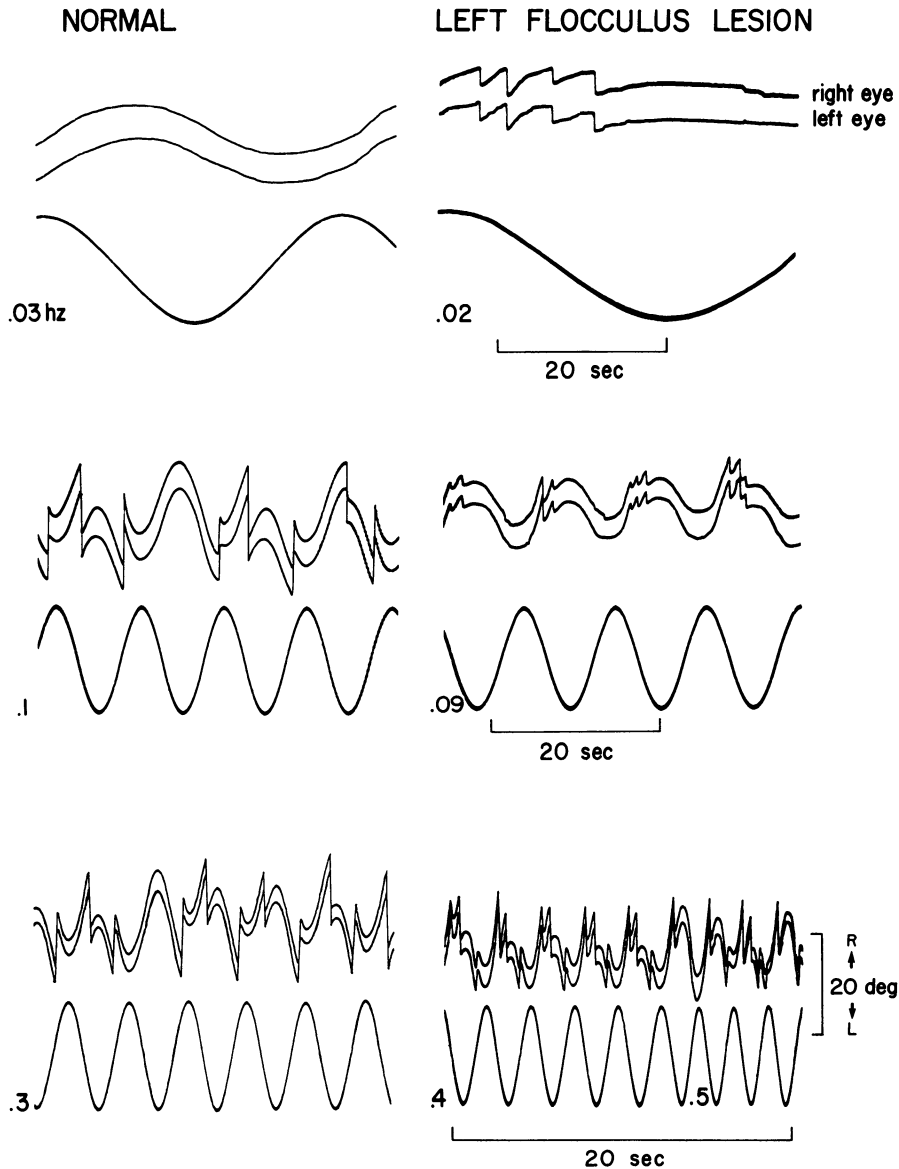 NORMAL
LEFT FLOCCULUS LESION
right eye
left eye
.03 hz
.02
20 sec
.1
.09
20 sec
R
20 deg
L
.3
.4
.5
20 sec